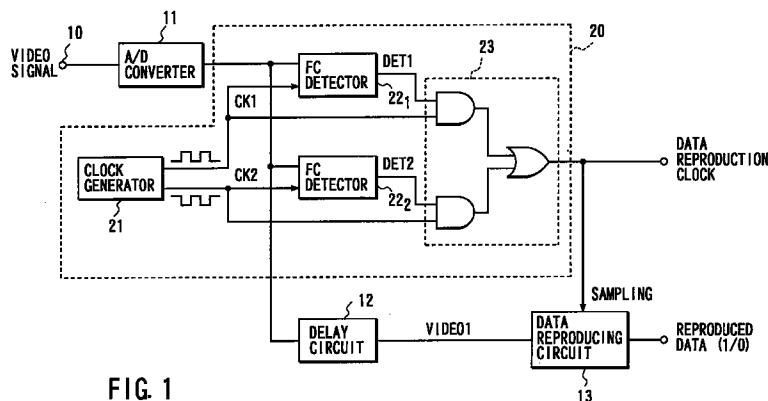 11
10
VIDEO
SIGNAL
A/D
CONVERTER
20
23
FC
DETECTOR
DET1
22₁
CK1
CLOCK
GENERATOR
21
CK2
FC
DETECTOR
DET2
22₂
DATA
REPRODUCTION
CLOCK
12
DELAY
CIRCUIT
VIDEO1
SAMPLING
DATA
REPRODUCING
CIRCUIT
13
REPRODUCED
DATA (1/0)
FIG. 1